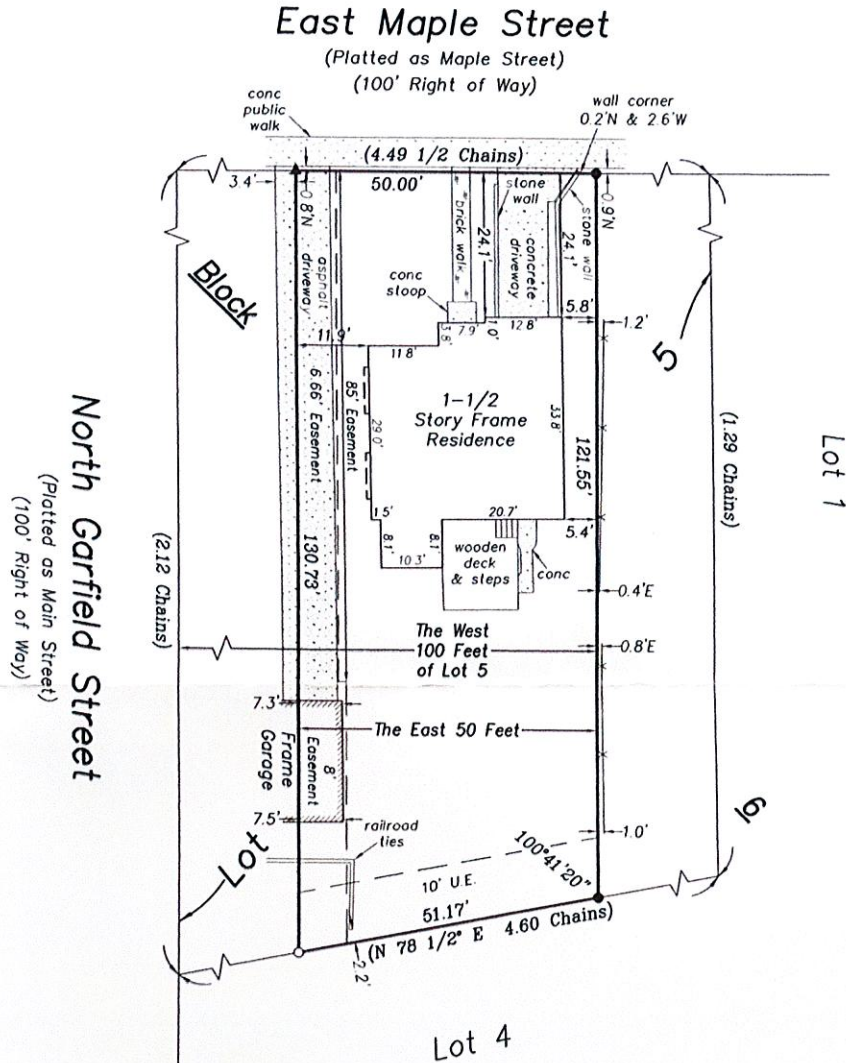 East Maple Street
(Platted as Maple Street)
(100' Right of Way)
conc
public
walk
wall corner
0.2'N & 2.6'W
(4.49 1/2 Chains)
50.00'
3.4'
0.8'N
0.9'N
stone
wall
stone wall
24.1'
24.1'
brick walk
concrete
driveway
asphalt
driveway
Block
conc
stoop
5.8'
1.2'
5
11.9'
3.8'
7.9'
1.0'
12.8'
11.8'
6.66' Easement
85' Easement
1-1/2
Story Frame
Residence
29.0'
33.8'
121.55'
(1.29 Chains)
Lot 1
North Garfield Street
(Platted as Main Street)
(100' Right of Way)
(2.12 Chains)
130.73'
1.5'
20.7'
5.4'
8.1'
8.1'
10.3'
wooden
deck
& steps
conc
0.4'E
The West
100 Feet
of Lot 5
0.8'E
7.3'
The East 50 Feet
8'
Easement
Frame
Garage
7.5'
railroad
ties
1.0'
6
Lot
100°41'20"
10' U.E.
51.17'
(N 78 1/2° E 4.60 Chains)
2.2'
Lot 4